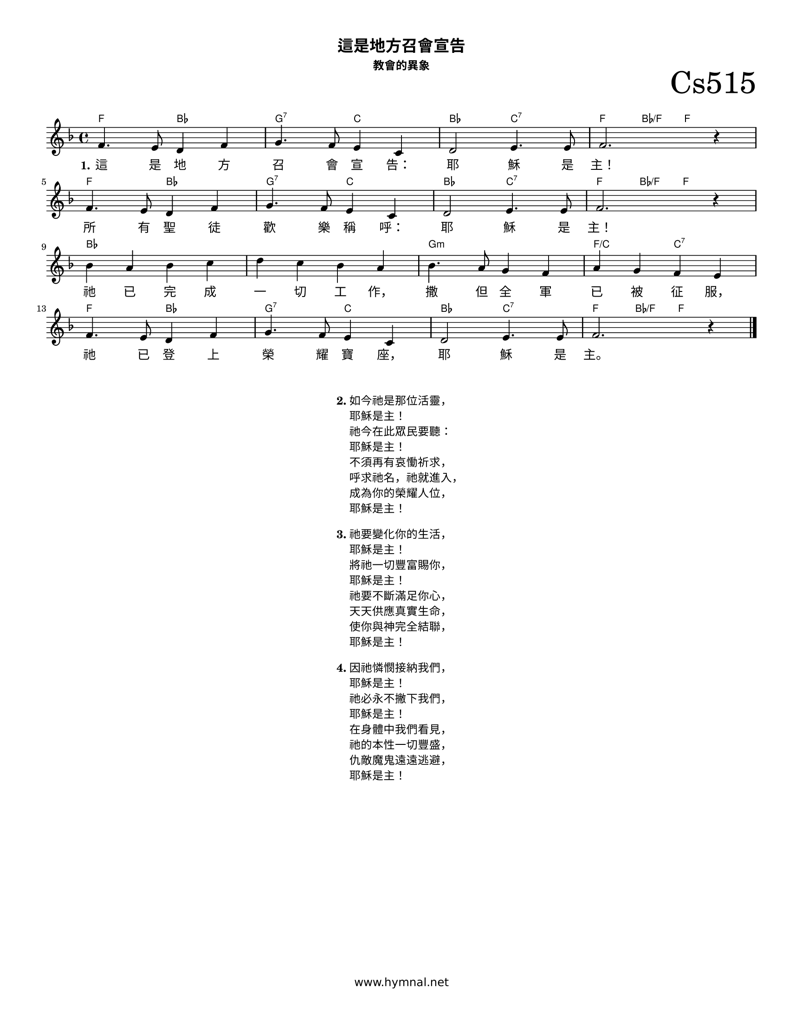 這是地方召會宣告
教會的異象
Cs515
F B♭ G7 C B♭ C7 F B♭/F F
1. 這 是 地 方 召 會 宣 告： 耶 穌 是 主！
5 F B♭ G7 C B♭ C7 F B♭/F F
所 有 聖 徒 歡 樂 稱 呼： 耶 穌 是 主！
9 B♭ Gm F/C C7
祂 已 完 成 一 切 工 作， 撒 但 全 軍 已 被 征 服，
13 F B♭ G7 C B♭ C7 F B♭/F F
祂 已 登 上 榮 耀 寶 座， 耶 穌 是 主。
2. 如今祂是那位活靈，
耶穌是主！
祂今在此眾民要聽：
耶穌是主！
不須再有哀慟祈求，
呼求祂名，祂就進入，
成為你的榮耀人位，
耶穌是主！
3. 祂要變化你的生活，
耶穌是主！
將祂一切豐富賜你，
耶穌是主！
祂要不斷滿足你心，
天天供應真實生命，
使你與神完全結聯，
耶穌是主！
4. 因祂憐憫接納我們，
耶穌是主！
祂必永不撇下我們，
耶穌是主！
在身體中我們看見，
祂的本性一切豐盛，
仇敵魔鬼遠遠逃避，
耶穌是主！
www.hymnal.net